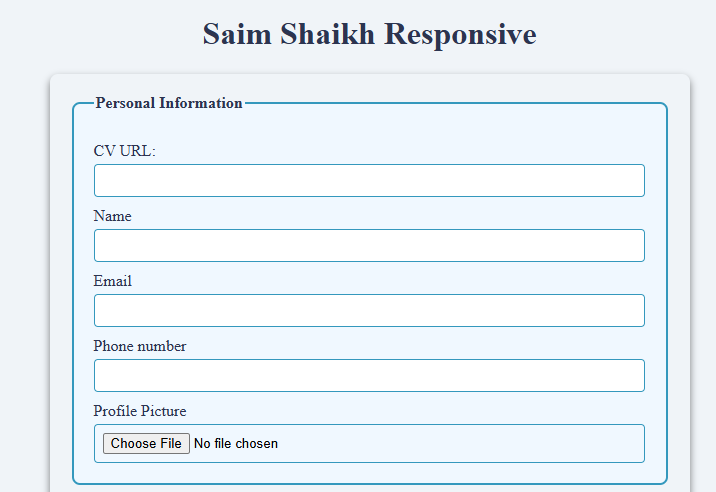 Saim Shaikh Responsive
Personal Information
CV URL:
Name
Email
Phone number
Profile Picture
Choose File No file chosen